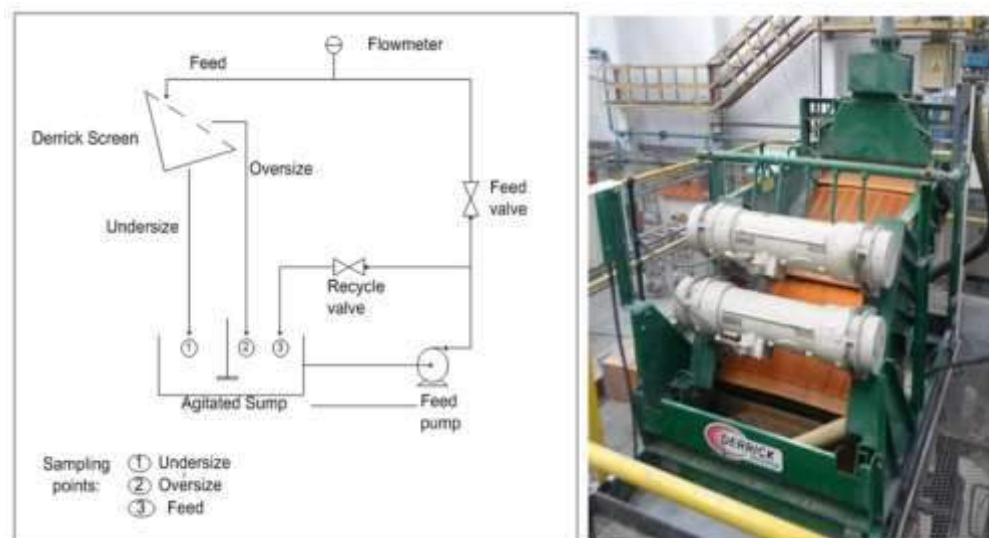 Flowmeter
Feed
Derrick Screen
Oversize
Feed
valve
Undersize
Recycle
valve
1
2
3
Agitated Sump
Feed
pump
Sampling
points:
1 Undersize
2 Oversize
3 Feed
DERRICK